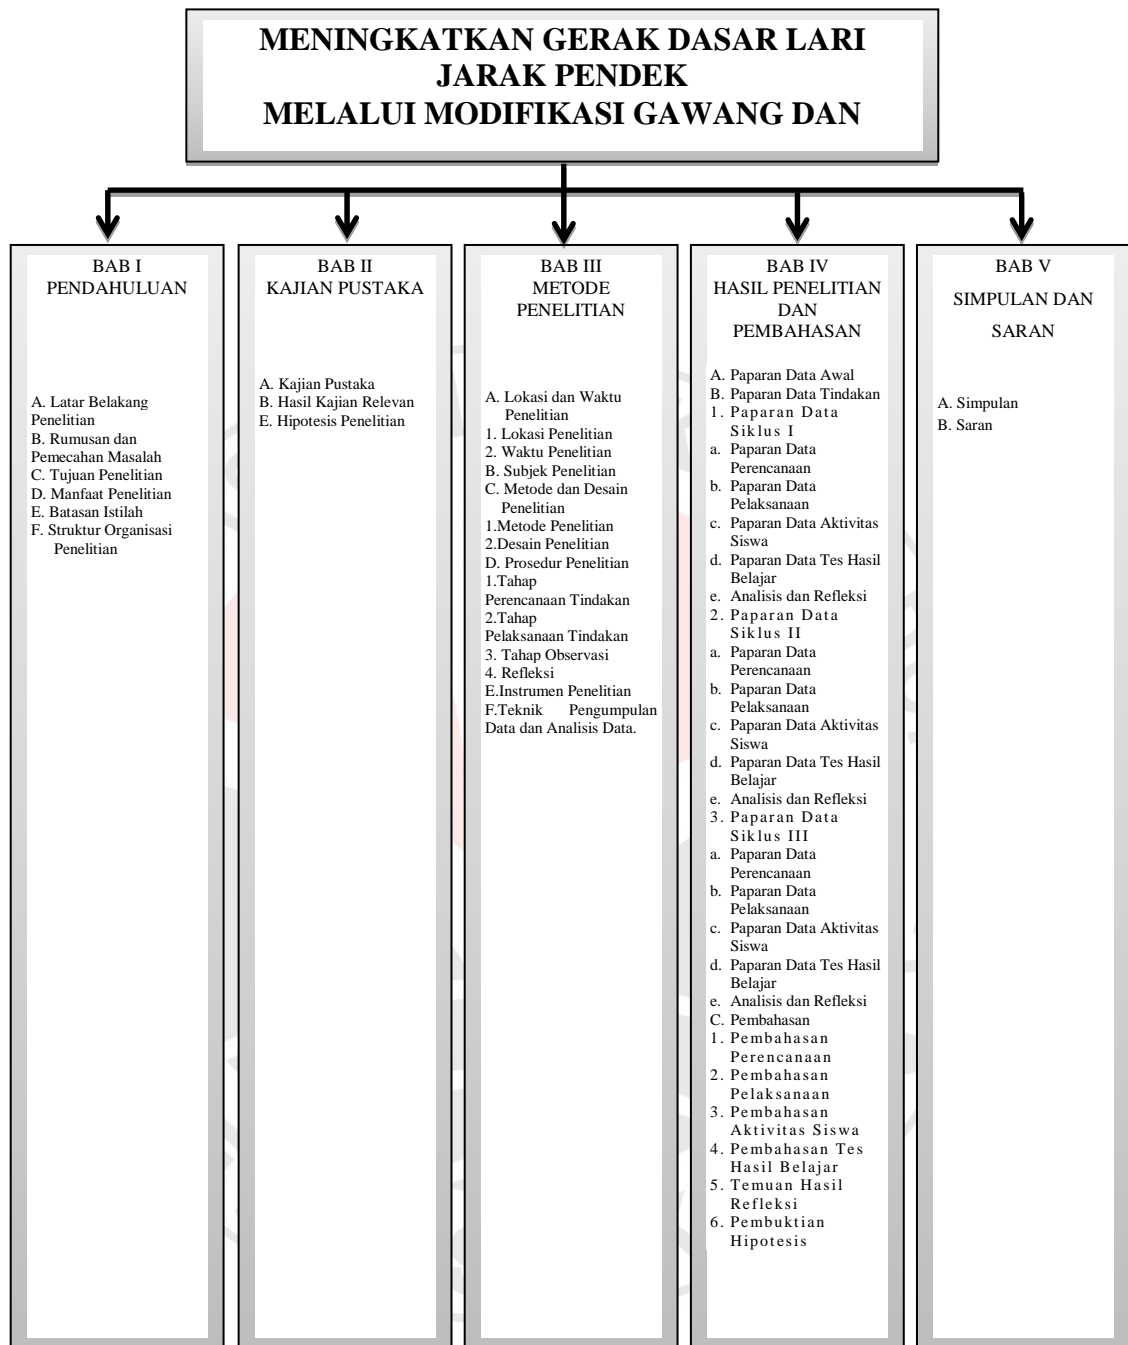 MENINGKATKAN GERAK DASAR LARI
JARAK PENDEK
MELALUI MODIFIKASI GAWANG DAN
BAB I
PENDAHULUAN
A. Latar Belakang
Penelitian
B. Rumusan dan
Pemecahan Masalah
C. Tujuan Penelitian
D. Manfaat Penelitian
E. Batasan Istilah
F. Struktur Organisasi
Penelitian
BAB II
KAJIAN PUSTAKA
A. Kajian Pustaka
B. Hasil Kajian Relevan
E. Hipotesis Penelitian
BAB III
METODE
PENELITIAN
A. Lokasi dan Waktu
Penelitian
1. Lokasi Penelitian
2. Waktu Penelitian
B. Subjek Penelitian
C. Metode dan Desain
Penelitian
1.Metode Penelitian
2.Desain Penelitian
D. Prosedur Penelitian
1.Tahap
Perencanaan Tindakan
2.Tahap
Pelaksanaan Tindakan
3. Tahap Observasi
4. Refleksi
E.Instrumen Penelitian
F.Teknik Pengumpulan
Data dan Analisis Data.
BAB IV
HASIL PENELITIAN
DAN
PEMBAHASAN
A. Paparan Data Awal
B. Paparan Data Tindakan
1. Paparan Data
Siklus I
a. Paparan Data
Perencanaan
b. Paparan Data
Pelaksanaan
c. Paparan Data Aktivitas
Siswa
d. Paparan Data Tes Hasil
Belajar
e. Analisis dan Refleksi
2. Paparan Data
Siklus II
a. Paparan Data
Perencanaan
b. Paparan Data
Pelaksanaan
c. Paparan Data Aktivitas
Siswa
d. Paparan Data Tes Hasil
Belajar
e. Analisis dan Refleksi
3. Paparan Data
Siklus III
a. Paparan Data
Perencanaan
b. Paparan Data
Pelaksanaan
c. Paparan Data Aktivitas
Siswa
d. Paparan Data Tes Hasil
Belajar
e. Analisis dan Refleksi
C. Pembahasan
1. Pembahasan
Perencanaan
2. Pembahasan
Pelaksanaan
3. Pembahasan
Aktivitas Siswa
4. Pembahasan Tes
Hasil Belajar
5. Temuan Hasil
Refleksi
6. Pembuktian
Hipotesis
BAB V
SIMPULAN DAN
SARAN
A. Simpulan
B. Saran